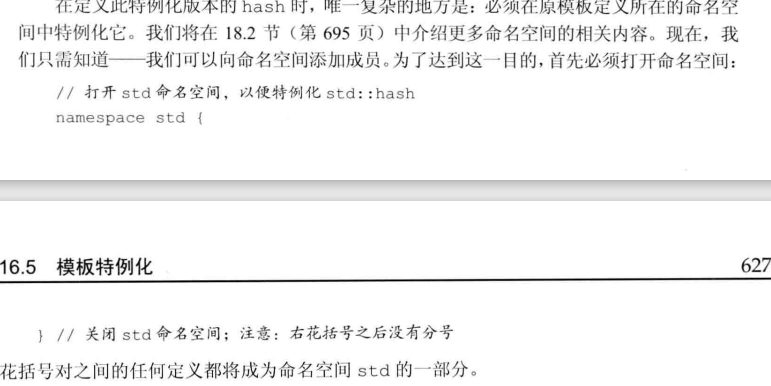 在定义此特例化版本的 hash 时，唯一复杂的地方是：必须在原模板定义所在的命名空
间中特例化它。我们将在 18.2 节（第 695 页）中介绍更多命名空间的相关内容。现在，我
们只需知道——我们可以向命名空间添加成员。为了达到这一目的，首先必须打开命名空间：
// 打开 std 命名空间，以便特例化 std::hash
namespace std {
16.5 模板特例化 627
} // 关闭 std 命名空间；注意：右花括号之后没有分号
花括号对之间的任何定义都将成为命名空间 std 的一部分。